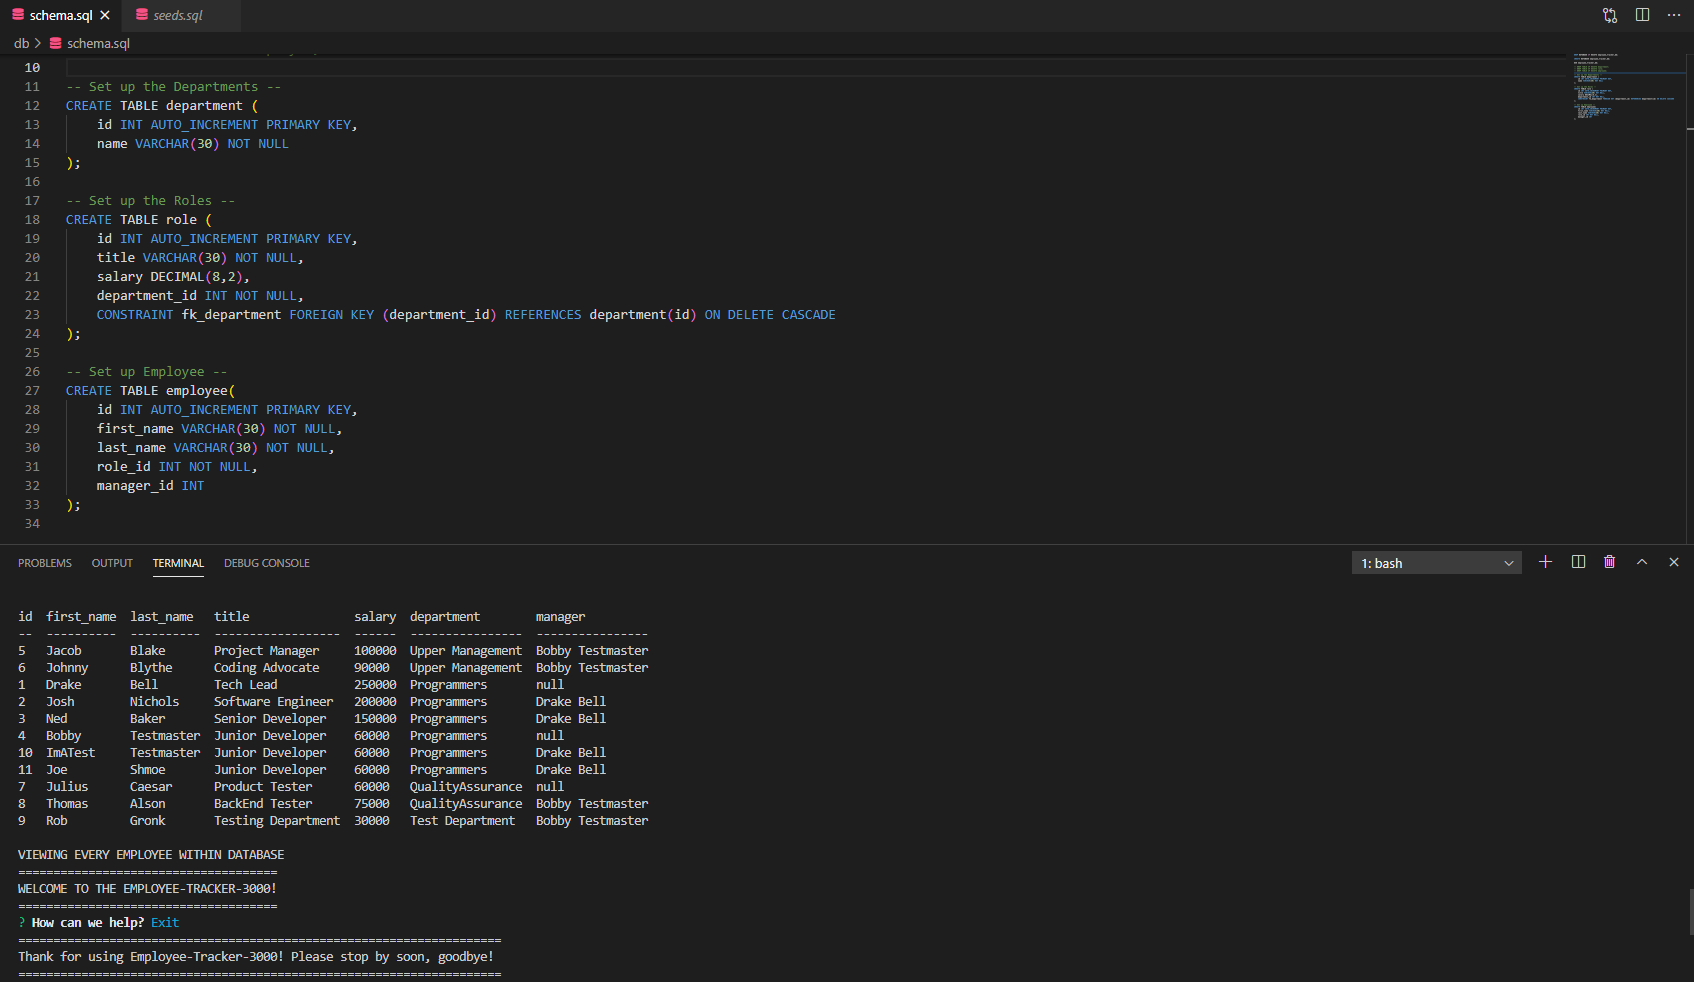 schema.sql
seeds.sql
db > schema.sql
10
11 -- Set up the Departments --
12 CREATE TABLE department (
13     id INT AUTO_INCREMENT PRIMARY KEY,
14     name VARCHAR(30) NOT NULL
15 );
16
17 -- Set up the Roles --
18 CREATE TABLE role (
19     id INT AUTO_INCREMENT PRIMARY KEY,
20     title VARCHAR(30) NOT NULL,
21     salary DECIMAL(8,2),
22     department_id INT NOT NULL,
23     CONSTRAINT fk_department FOREIGN KEY (department_id) REFERENCES department(id) ON DELETE CASCADE
24 );
25
26 -- Set up Employee --
27 CREATE TABLE employee(
28     id INT AUTO_INCREMENT PRIMARY KEY,
29     first_name VARCHAR(30) NOT NULL,
30     last_name VARCHAR(30) NOT NULL,
31     role_id INT NOT NULL,
32     manager_id INT
33 );
34
PROBLEMS OUTPUT TERMINAL DEBUG CONSOLE 1: bash
id  first_name  last_name   title               salary  department        manager
--  ----------  ----------  ------------------  ------  ----------------  ----------------
5   Jacob       Blake       Project Manager     100000  Upper Management  Bobby Testmaster
6   Johnny      Blythe      Coding Advocate     90000   Upper Management  Bobby Testmaster
1   Drake       Bell        Tech Lead           250000  Programmers       null
2   Josh        Nichols     Software Engineer   200000  Programmers       Drake Bell
3   Ned         Baker       Senior Developer    150000  Programmers       Drake Bell
4   Bobby       Testmaster  Junior Developer    60000   Programmers       null
10  ImATest     Testmaster  Junior Developer    60000   Programmers       Drake Bell
11  Joe         Shmoe       Junior Developer    60000   Programmers       Drake Bell
7   Julius      Caesar      Product Tester      60000   QualityAssurance  null
8   Thomas      Alson       BackEnd Tester      75000   QualityAssurance  Bobby Testmaster
9   Rob         Gronk       Testing Department  30000   Test Department   Bobby Testmaster
VIEWING EVERY EMPLOYEE WITHIN DATABASE
=====================================
WELCOME TO THE EMPLOYEE-TRACKER-3000!
=====================================
? How can we help? Exit
=====================================================================
Thank for using Employee-Tracker-3000! Please stop by soon, goodbye!
=====================================================================